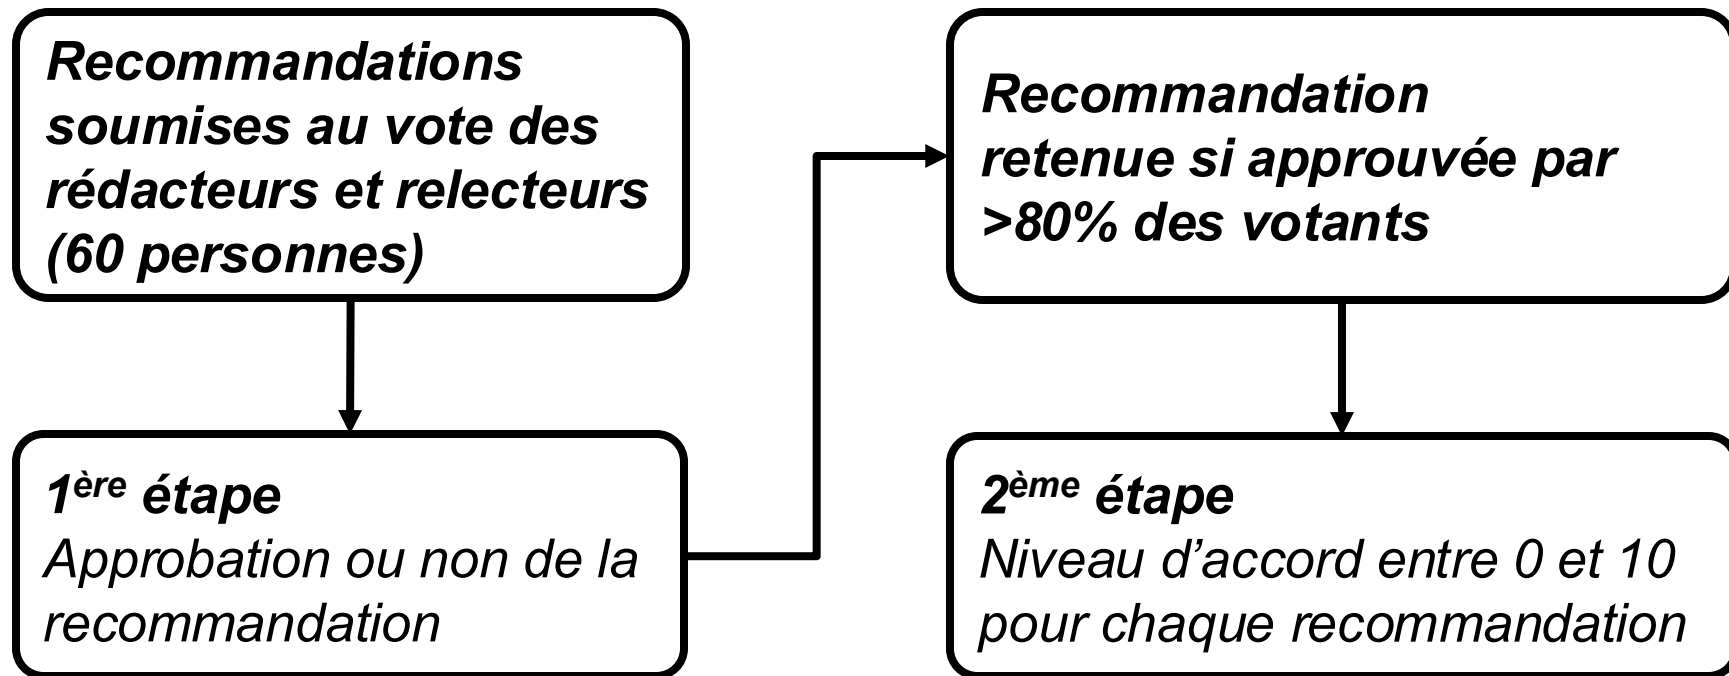 Recommandations
soumises au vote des
rédacteurs et relecteurs
(60 personnes)
1ère étape
Approbation ou non de la
recommandation
Recommandation
retenue si approuvée par
>80% des votants
2ème étape
Niveau d’accord entre 0 et 10
pour chaque recommandation